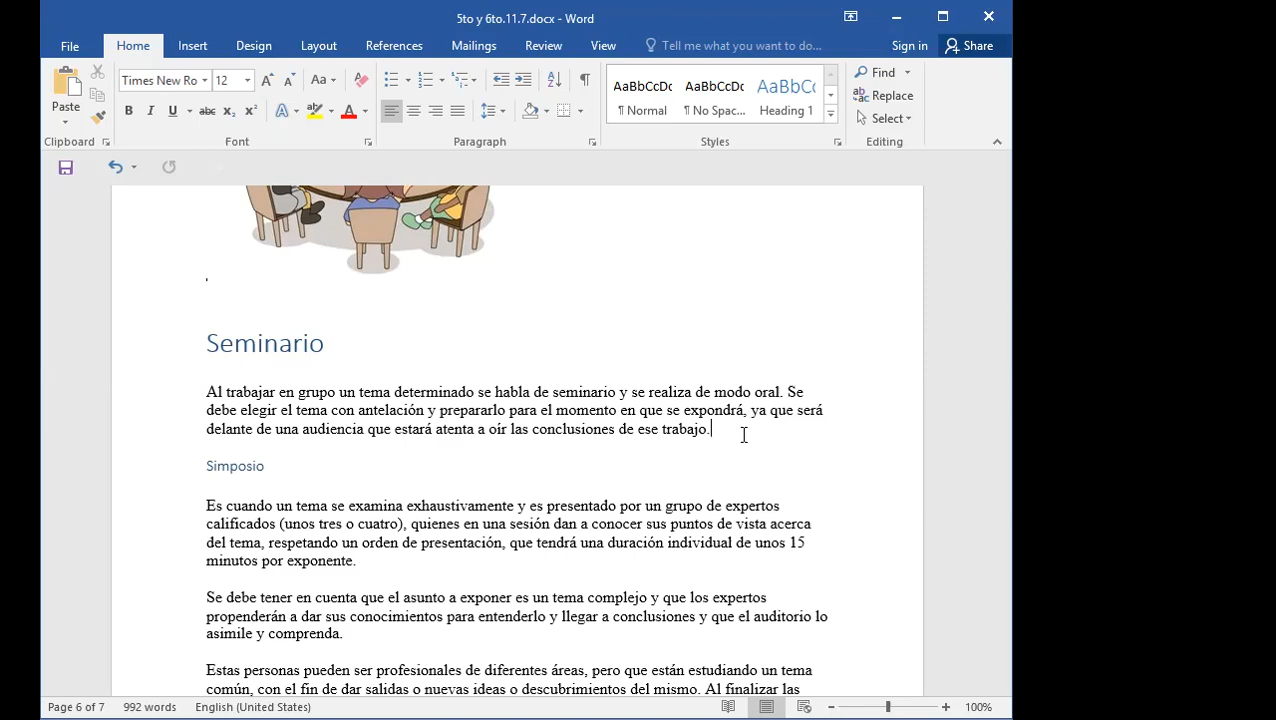 5to y 6to.11.7.docx - Word
File Home Insert Design Layout References Mailings Review View Tell me what you want to do... Sign in Share
Paste Times New Ro 12 Aa AaBbCcDc AaBbCcDc AaBbCc Find
¶ Normal ¶ No Spac... Heading 1 Replace
B I U abc X₂ X² A A Select
Clipboard Font Paragraph Styles Editing
Seminario
Al trabajar en grupo un tema determinado se habla de seminario y se realiza de modo oral. Se
debe elegir el tema con antelación y prepararlo para el momento en que se expondrá, ya que será
delante de una audiencia que estará atenta a oír las conclusiones de ese trabajo.
Simposio
Es cuando un tema se examina exhaustivamente y es presentado por un grupo de expertos
calificados (unos tres o cuatro), quienes en una sesión dan a conocer sus puntos de vista acerca
del tema, respetando un orden de presentación, que tendrá una duración individual de unos 15
minutos por exponente.
Se debe tener en cuenta que el asunto a exponer es un tema complejo y que los expertos
propenderán a dar sus conocimientos para entenderlo y llegar a conclusiones y que el auditorio lo
asimile y comprenda.
Estas personas pueden ser profesionales de diferentes áreas, pero que están estudiando un tema
común, con el fin de dar salidas o nuevas ideas o descubrimientos del mismo. Al finalizar las
Page 6 of 7 992 words English (United States) 100%